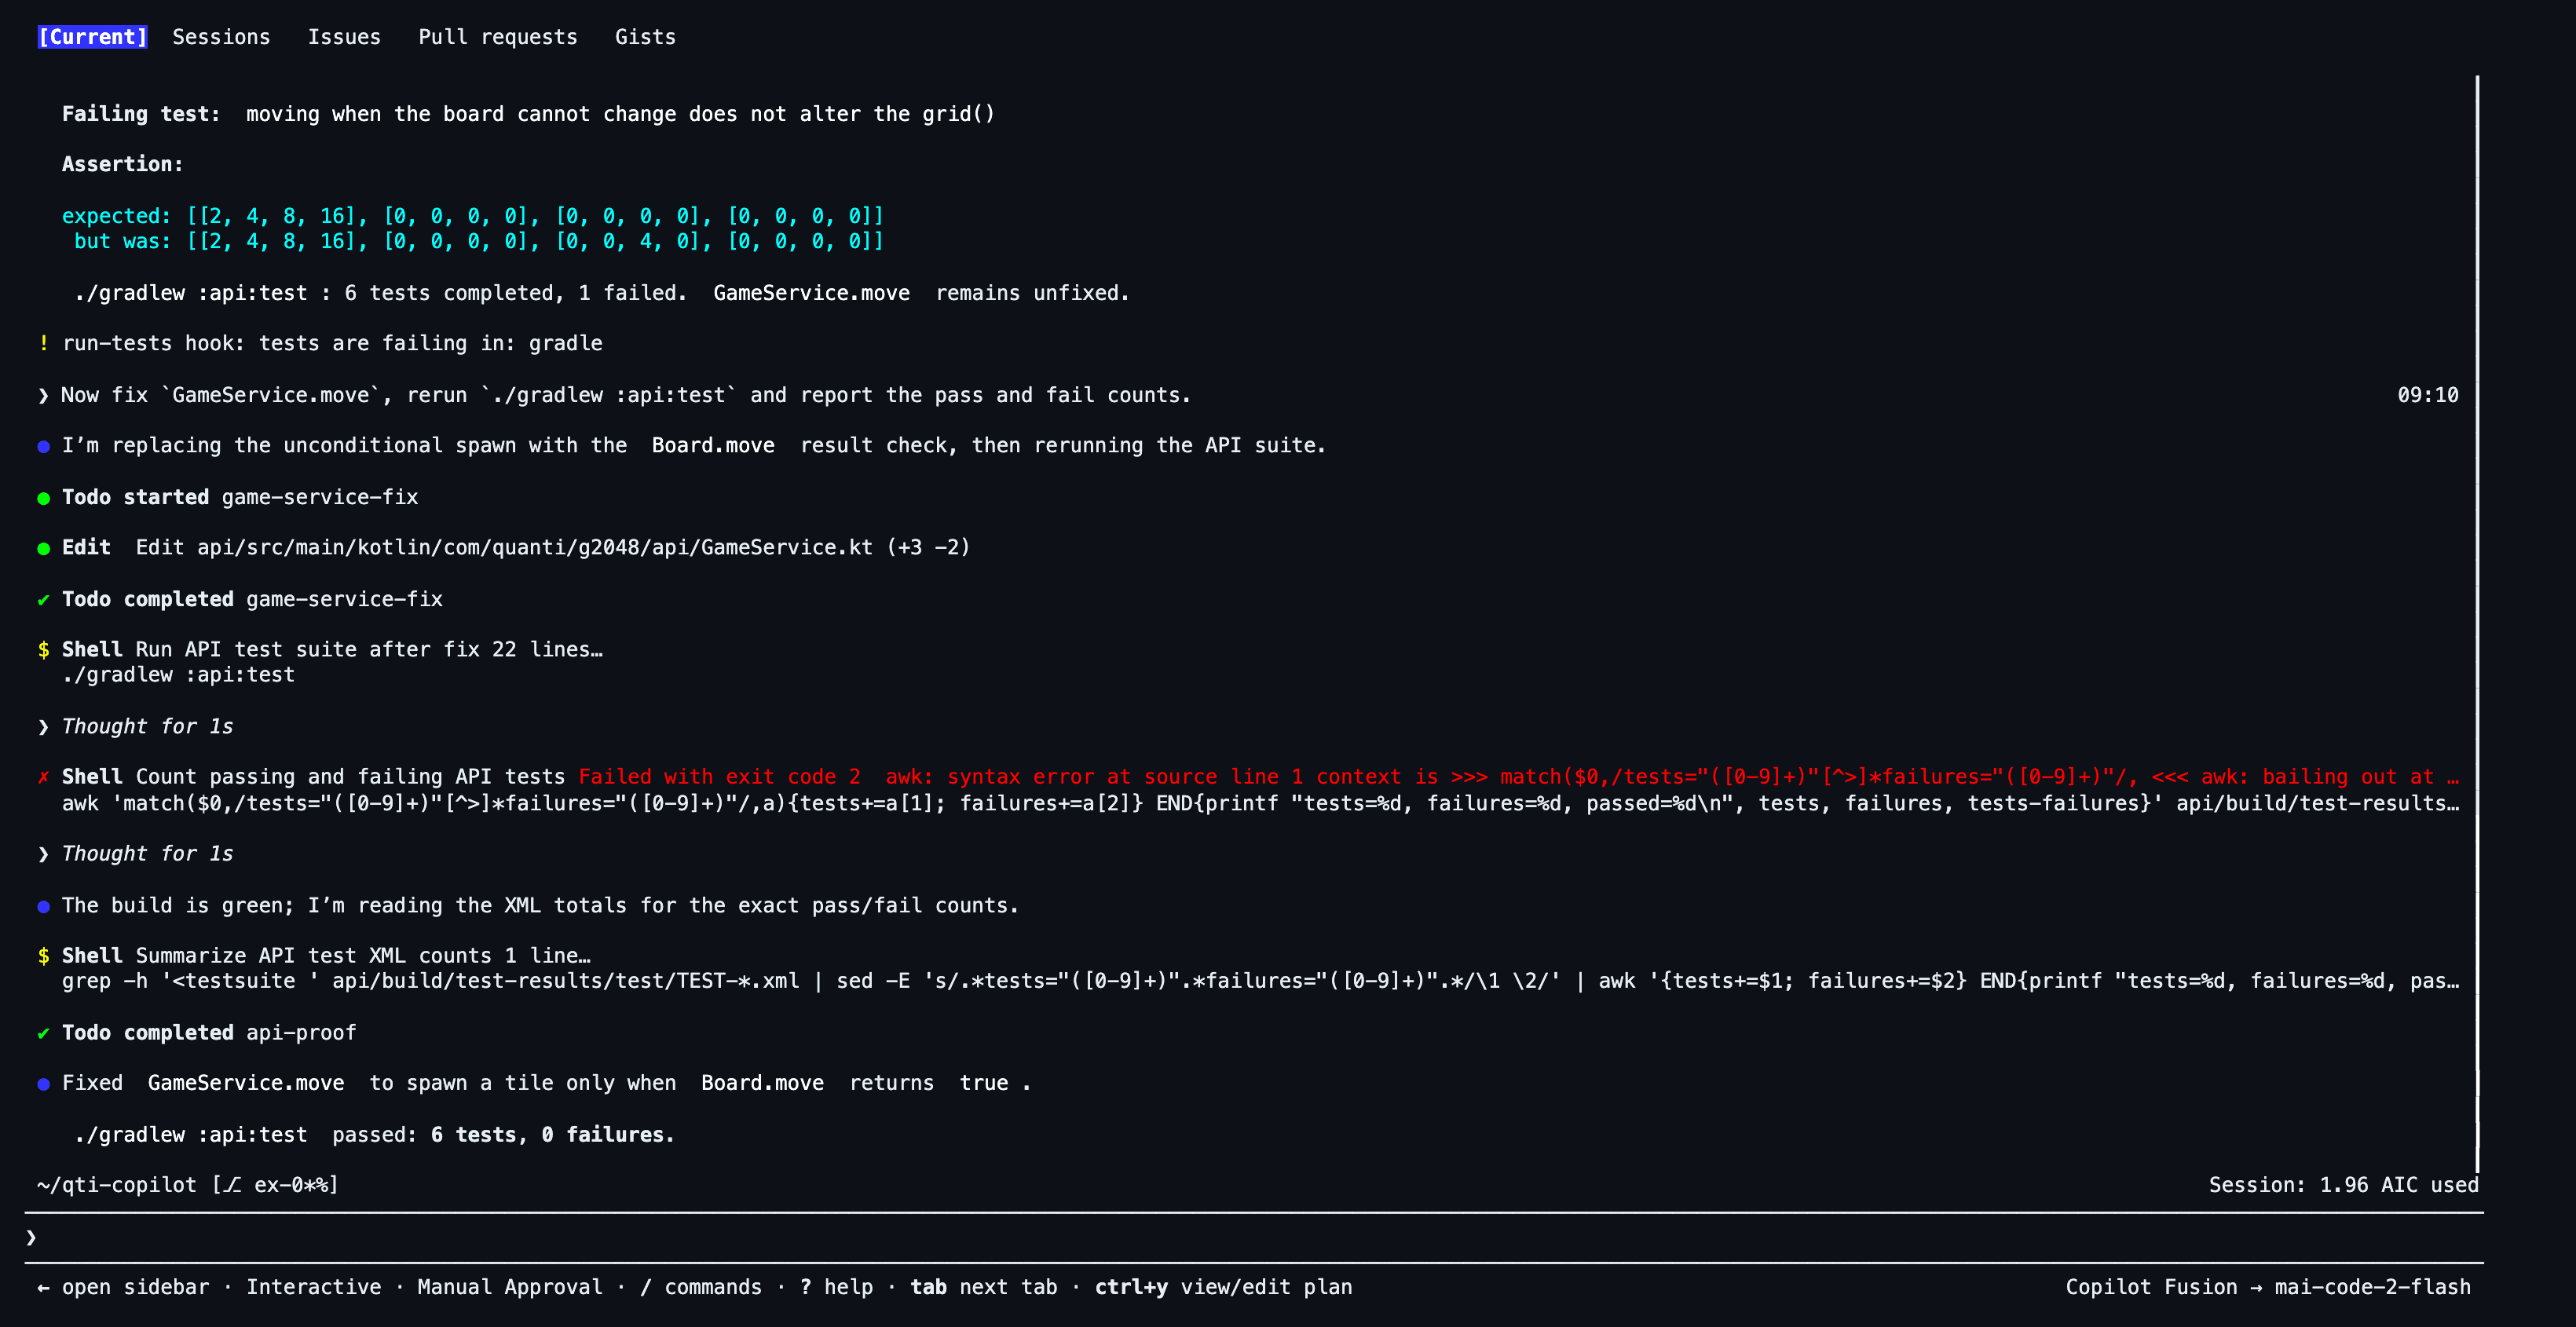 [Current] Sessions Issues Pull requests Gists
Failing test: moving when the board cannot change does not alter the grid()
Assertion:
expected: [[2, 4, 8, 16], [0, 0, 0, 0], [0, 0, 0, 0], [0, 0, 0, 0]]
but was: [[2, 4, 8, 16], [0, 0, 0, 0], [0, 0, 4, 0], [0, 0, 0, 0]]
./gradlew :api:test : 6 tests completed, 1 failed. GameService.move remains unfixed.
! run-tests hook: tests are failing in: gradle
❯ Now fix `GameService.move`, rerun `./gradlew :api:test` and report the pass and fail counts. 09:10
● I’m replacing the unconditional spawn with the Board.move result check, then rerunning the API suite.
● Todo started game-service-fix
● Edit Edit api/src/main/kotlin/com/quanti/g2048/api/GameService.kt (+3 -2)
✔ Todo completed game-service-fix
$ Shell Run API test suite after fix 22 lines…
./gradlew :api:test
❯ Thought for 1s
✗ Shell Count passing and failing API tests Failed with exit code 2 awk: syntax error at source line 1 context is >>> match($0,/tests="([0-9]+)"[^>]*failures="([0-9]+)"/, <<< awk: bailing out at …
awk 'match($0,/tests="([0-9]+)"[^>]*failures="([0-9]+)"/,a){tests+=a[1]; failures+=a[2]} END{printf "tests=%d, failures=%d, passed=%d\n", tests, failures, tests-failures}' api/build/test-results…
❯ Thought for 1s
● The build is green; I’m reading the XML totals for the exact pass/fail counts.
$ Shell Summarize API test XML counts 1 line…
grep -h '<testsuite ' api/build/test-results/test/TEST-*.xml | sed -E 's/.*tests="([0-9]+)".*failures="([0-9]+)".*/\1 \2/' | awk '{tests+=$1; failures+=$2} END{printf "tests=%d, failures=%d, pas…
✔ Todo completed api-proof
● Fixed GameService.move to spawn a tile only when Board.move returns true .
./gradlew :api:test passed: 6 tests, 0 failures.
~/qti-copilot [⎇ ex-0*%] Session: 1.96 AIC used
❯
← open sidebar · Interactive · Manual Approval · / commands · ? help · tab next tab · ctrl+y view/edit plan Copilot Fusion → mai-code-2-flash